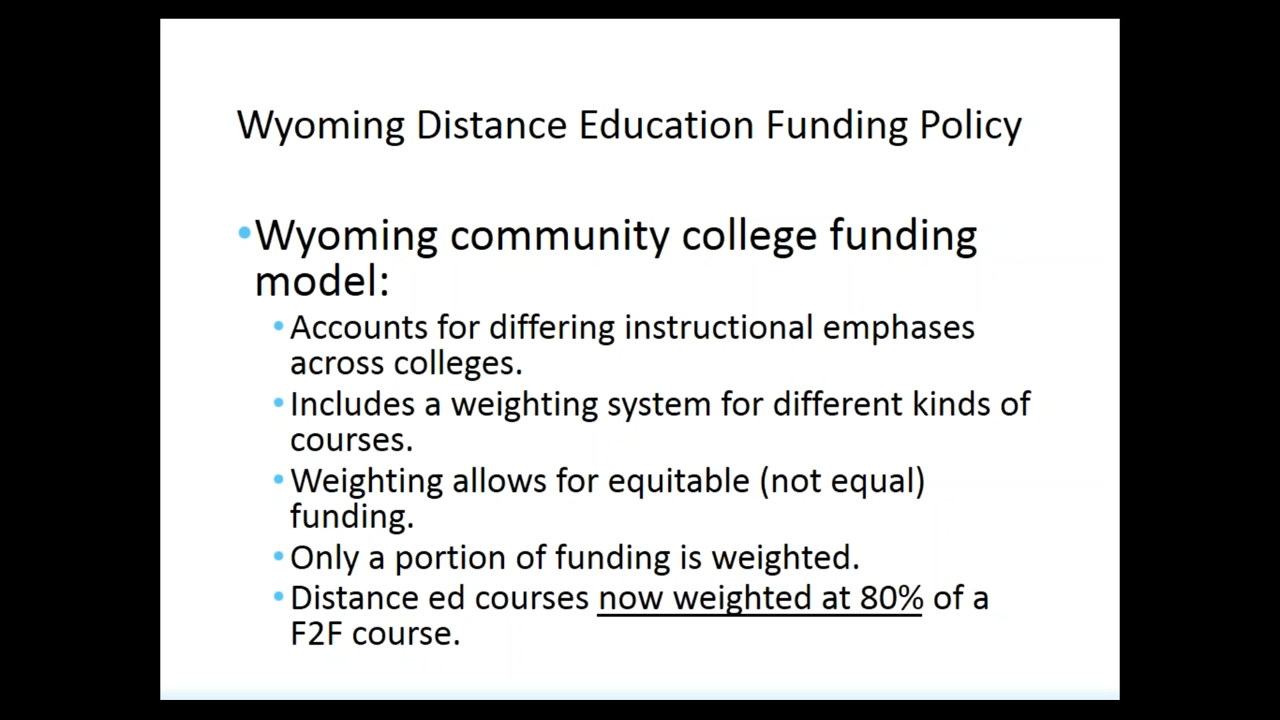 Wyoming Distance Education Funding Policy
•Wyoming community college funding
model:
•Accounts for differing instructional emphases
across colleges.
•Includes a weighting system for different kinds of
courses.
•Weighting allows for equitable (not equal)
funding.
•Only a portion of funding is weighted.
•Distance ed courses now weighted at 80% of a
F2F course.